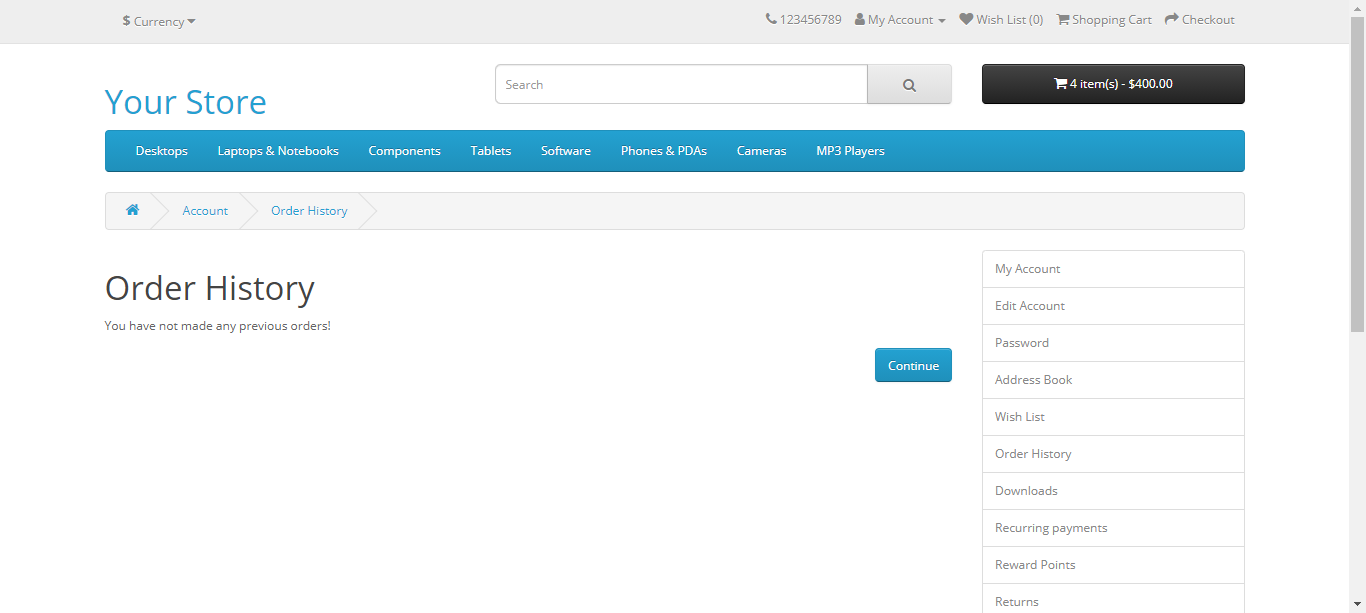 $ Currency
123456789 My Account Wish List (0) Shopping Cart Checkout
Your Store
Search
4 item(s) - $400.00
Desktops Laptops & Notebooks Components Tablets Software Phones & PDAs Cameras MP3 Players
Account Order History
Order History
You have not made any previous orders!
Continue
My Account
Edit Account
Password
Address Book
Wish List
Order History
Downloads
Recurring payments
Reward Points
Returns